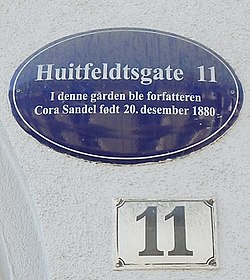 Huitfeldtsgate 11
I denne gården ble forfatteren
Cora Sandel født 20. desember 1880
11